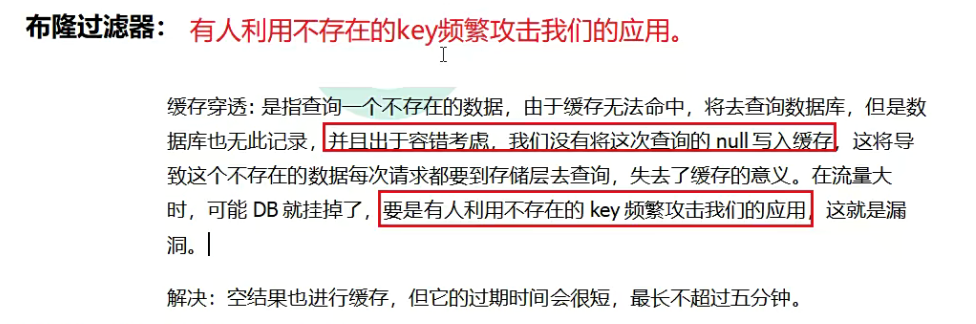 布隆过滤器： 有人利用不存在的key频繁攻击我们的应用。
缓存穿透：是指查询一个不存在的数据，由于缓存无法命中，将去查询数据库，但是数
据库也无此记录，并且出于容错考虑，我们没有将这次查询的 null 写入缓存，这将导
致这个不存在的数据每次请求都要到存储层去查询，失去了缓存的意义。在流量大
时，可能 DB 就挂掉了，要是有人利用不存在的 key 频繁攻击我们的应用，这就是漏
洞。
解决：空结果也进行缓存，但它的过期时间会很短，最长不超过五分钟。